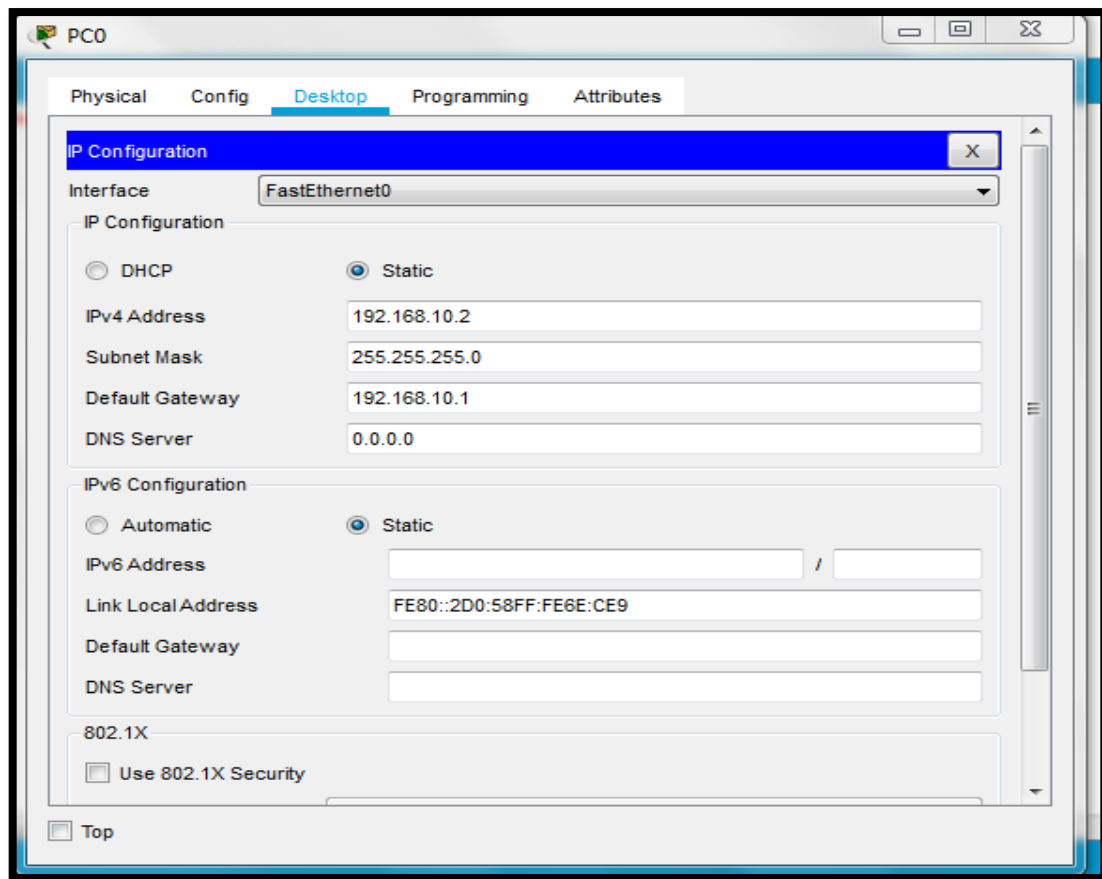 PC0
Physical Config Desktop Programming Attributes
IP Configuration X
Interface FastEthernet0
IP Configuration
DHCP Static
IPv4 Address 192.168.10.2
Subnet Mask 255.255.255.0
Default Gateway 192.168.10.1
DNS Server 0.0.0.0
IPv6 Configuration
Automatic Static
IPv6 Address /
Link Local Address FE80::2D0:58FF:FE6E:CE9
Default Gateway
DNS Server
802.1X
Use 802.1X Security
Top